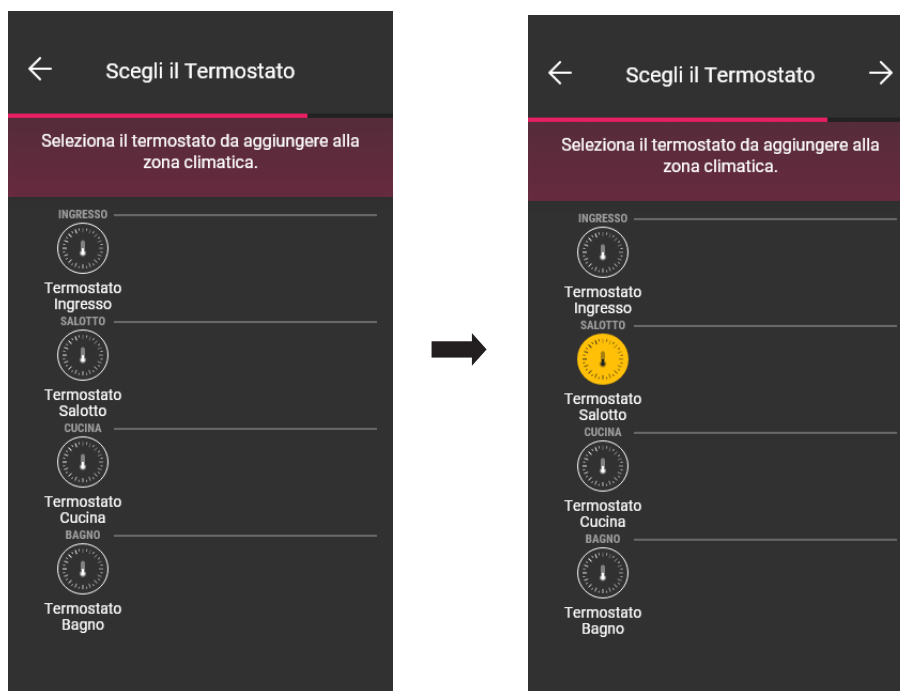 Scegli il Termostato
Seleziona il termostato da aggiungere alla
zona climatica.
INGRESSO
Termostato
Ingresso
SALOTTO
Termostato
Salotto
CUCINA
Termostato
Cucina
BAGNO
Termostato
Bagno
Scegli il Termostato
Seleziona il termostato da aggiungere alla
zona climatica.
INGRESSO
Termostato
Ingresso
SALOTTO
Termostato
Salotto
CUCINA
Termostato
Cucina
BAGNO
Termostato
Bagno